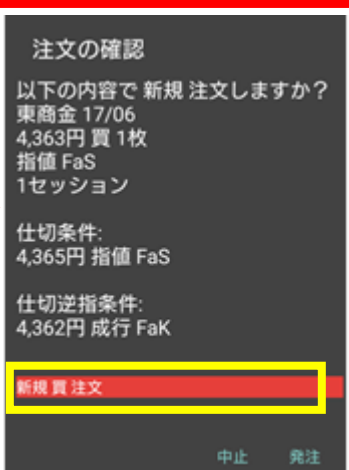 注文の確認
以下の内容で 新規 注文しますか？
東商金 17/06
4,363円 買 1枚
指値 FaS
1セッション
仕切条件:
4,365円 指値 FaS
仕切逆指条件:
4,362円 成行 FaK
新規 買 注文
中止 発注